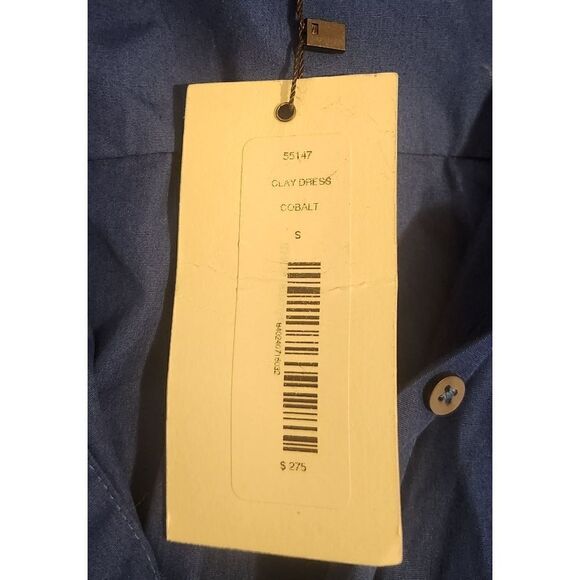 55147
CLAY DRESS
COBALT
S
$ 275